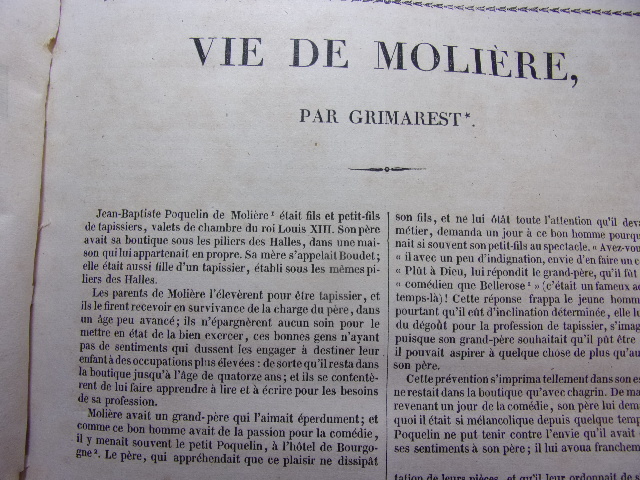 VIE DE MOLIÈRE,
PAR GRIMAREST*.
Jean-Baptiste Poquelin de Molière¹ était fils et petit-fils
de tapissiers, valets de chambre du roi Louis XIII. Son père
avait sa boutique sous les piliers des Halles, dans une mai-
son qui lui appartenait en propre. Sa mère s'appelait Boudet;
elle était aussi fille d'un tapissier, établi sous les mêmes pi-
liers des Halles.
Les parents de Molière l'élevèrent pour être tapissier, et
ils le firent recevoir en survivance de la charge du père, dans
un âge peu avancé; ils n'épargnèrent aucun soin pour le
mettre en état de la bien exercer, ces bonnes gens n'ayant
pas de sentiments qui dussent les engager à destiner leur
enfant à des occupations plus élevées : de sorte qu'il resta dans
la boutique jusqu'à l'âge de quatorze ans; et ils se contentè-
rent de lui faire apprendre à lire et à écrire pour les besoins
de sa profession.
Molière avait un grand-père qui l'aimait éperdument; et
comme ce bon homme avait de la passion pour la comédie,
il y menait souvent le petit Poquelin, à l'hôtel de Bourgo-
gne². Le père, qui appréhendait que ce plaisir ne dissipât
son fils, et ne lui ôtât toute l'attention qu'il deva
métier, demanda un jour à ce bon homme pourqu
nait si souvent son petit-fils au spectacle. « Avez-vou
« il avec un peu d'indignation, envie d'en faire un c
« Plût à Dieu, lui répondit le grand-père, qu'il fût
« comédien que Bellerose¹ » (c'était un fameux ac
temps-là)! Cette réponse frappa le jeune homm
pourtant qu'il eût d'inclination déterminée, elle lu
du dégoût pour la profession de tapissier, s'imag
puisque son grand-père souhaitait qu'il pût être
il pouvait aspirer à quelque chose de plus qu'au
son père.
Cette prévention s'imprima tellement dans son es
ne restait dans la boutique qu'avec chagrin. De ma
revenant un jour de la comédie, son père lui dem
quoi il était si mélancolique depuis quelque temp
Poquelin ne put tenir contre l'envie qu'il avait
ses sentiments à son père; il lui avoua franchem
tation de leurs pièces, et qu'il leur ordonnait de